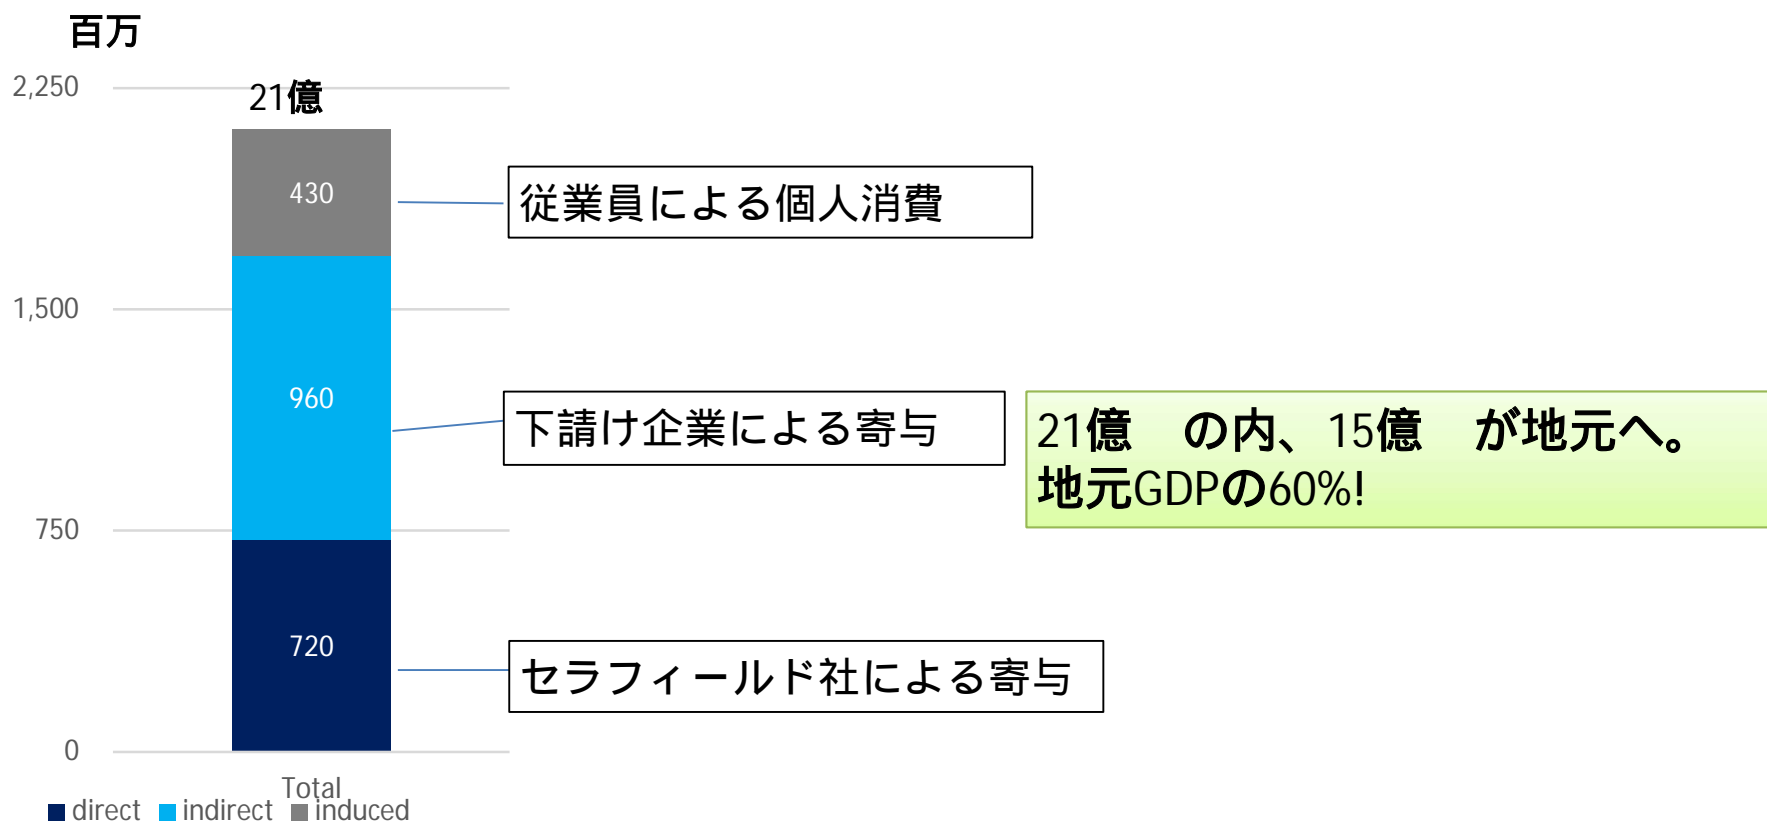 百万
2,250
21億
430
従業員による個人消費
1,500
960
下請け企業による寄与
21億　の内、15億　が地元へ。
地元GDPの60%!
750
720
セラフィールド社による寄与
0
Total
direct indirect induced